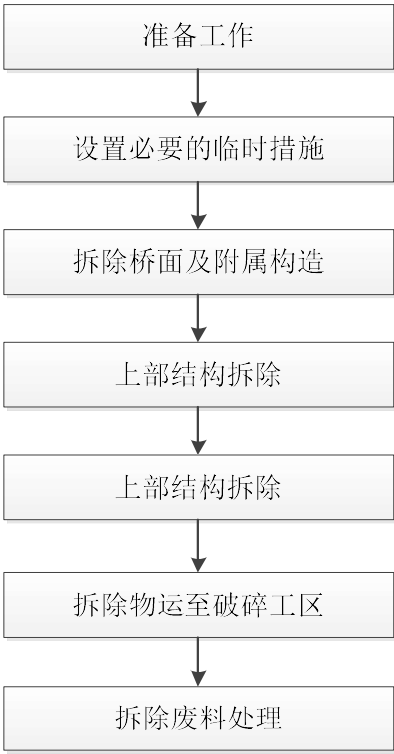 准备工作
设置必要的临时措施
拆除桥面及附属构造
上部结构拆除
上部结构拆除
拆除物运至破碎工区
拆除废料处理